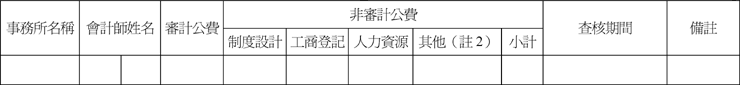 事務所名稱 會計師姓名 審計公費 非審計公費 查核期間 備註
制度設計 工商登記 人力資源 其他（註2） 小計